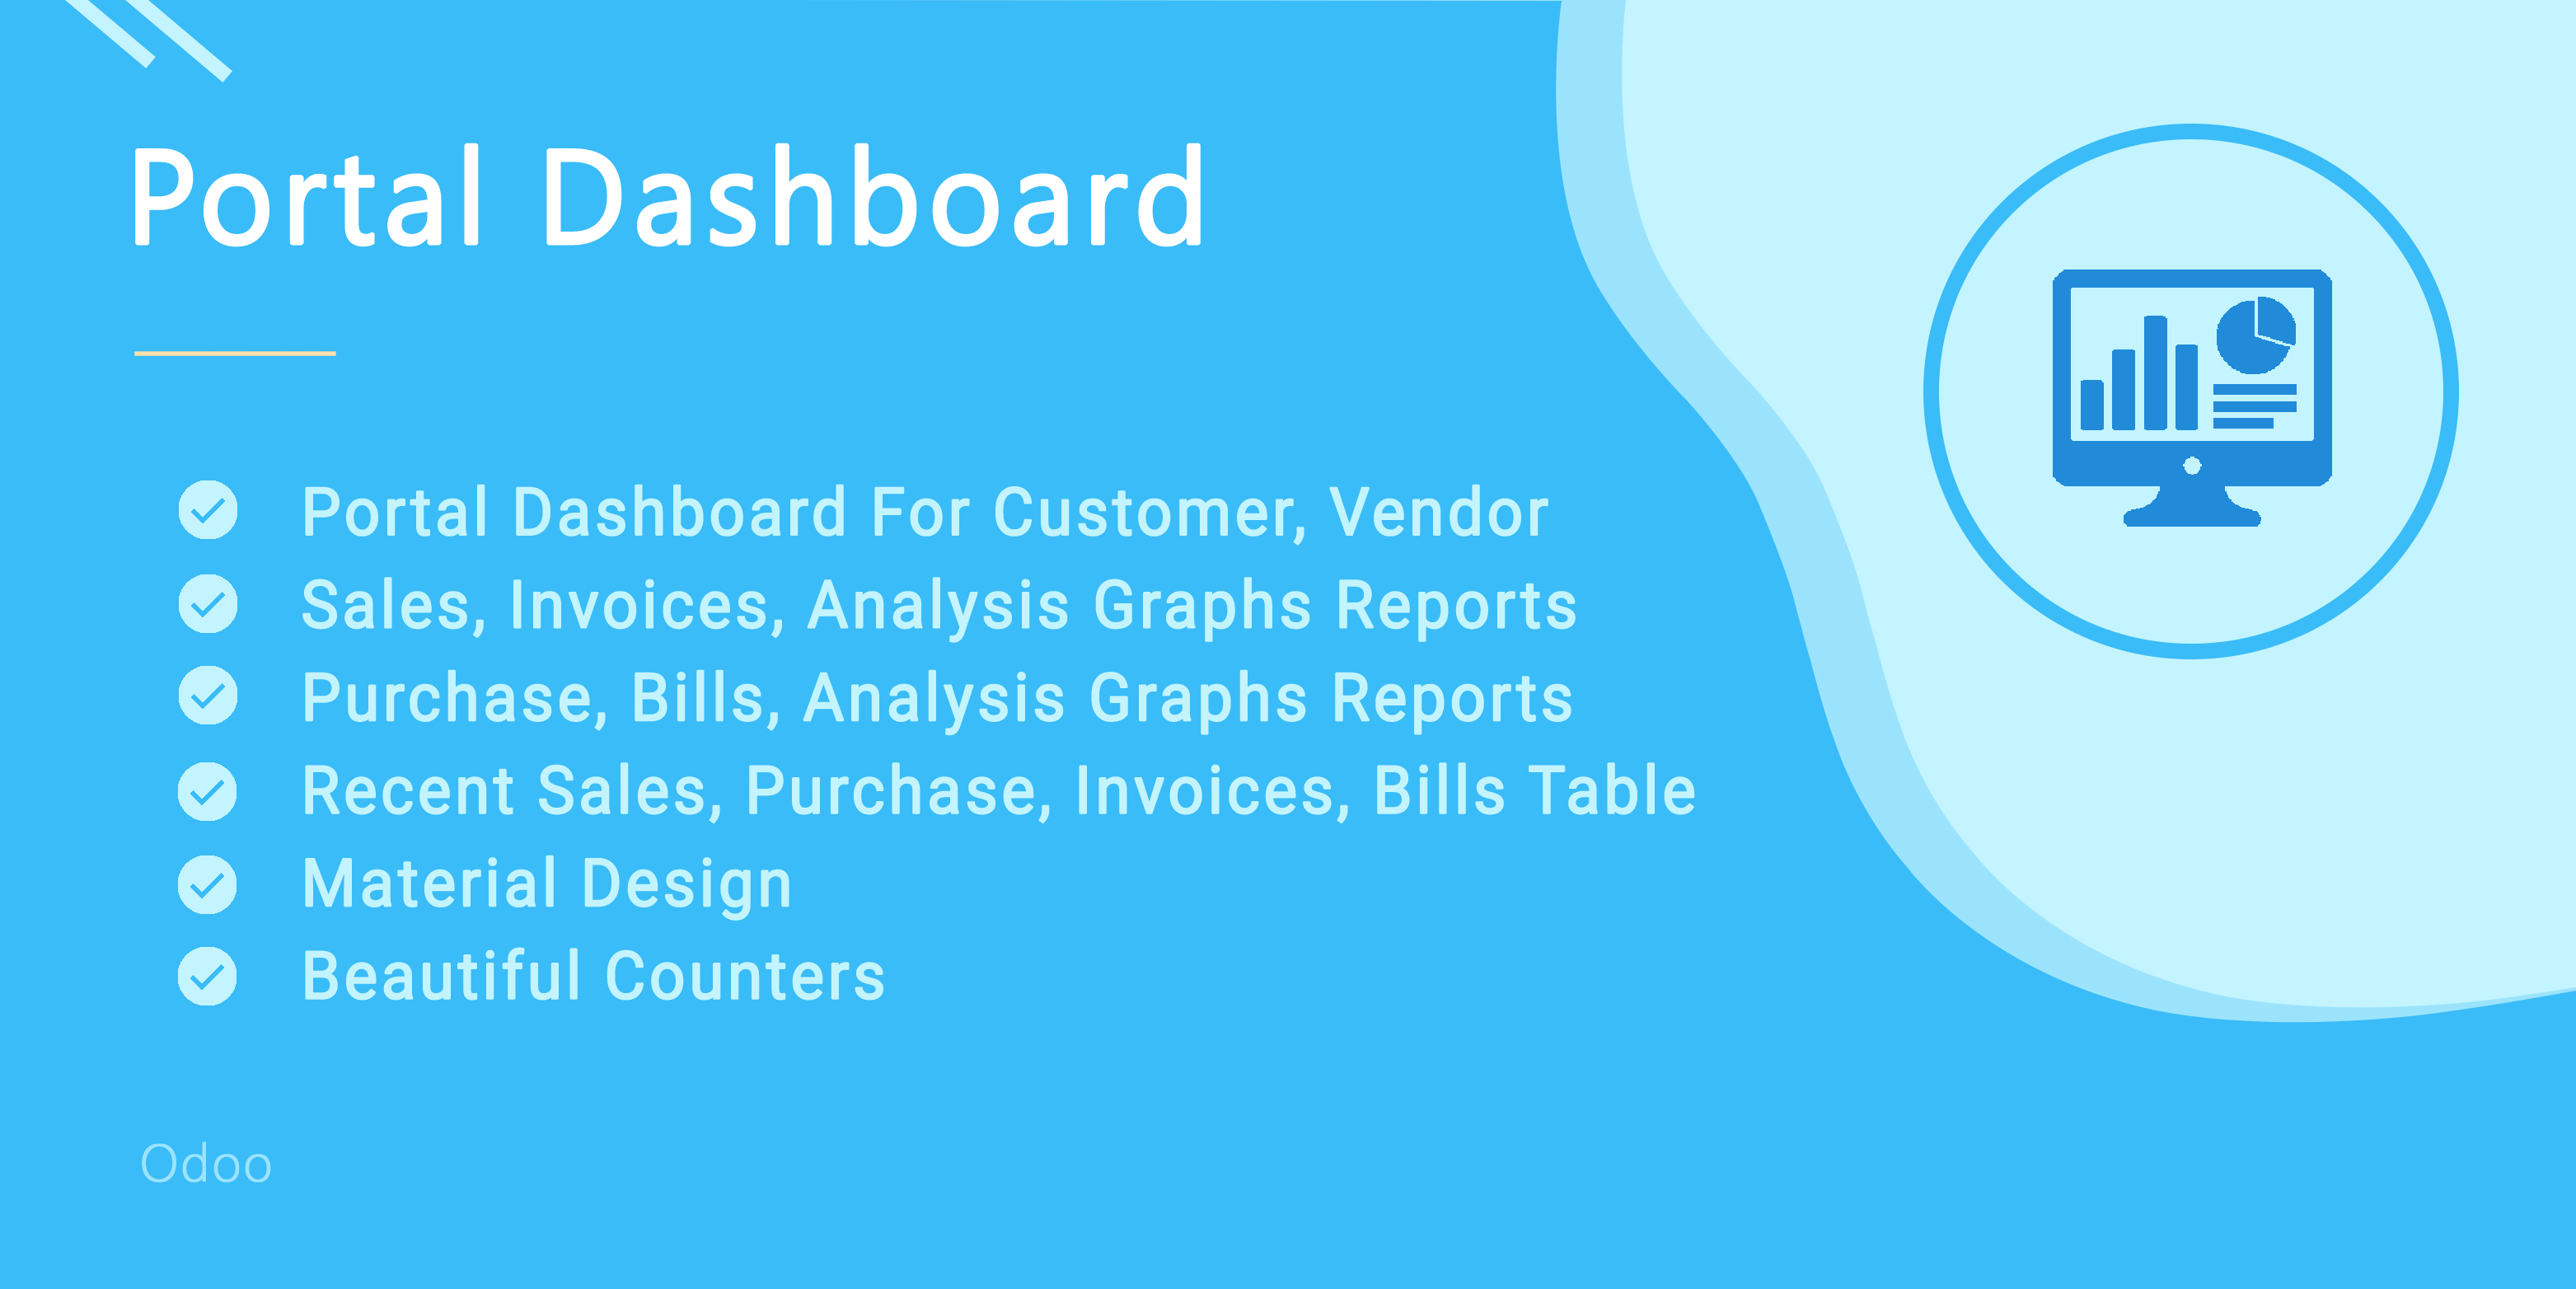 Portal Dashboard
Portal Dashboard For Customer, Vendor
Sales, Invoices, Analysis Graphs Reports
Purchase, Bills, Analysis Graphs Reports
Recent Sales, Purchase, Invoices, Bills Table
Material Design
Beautiful Counters
Odoo